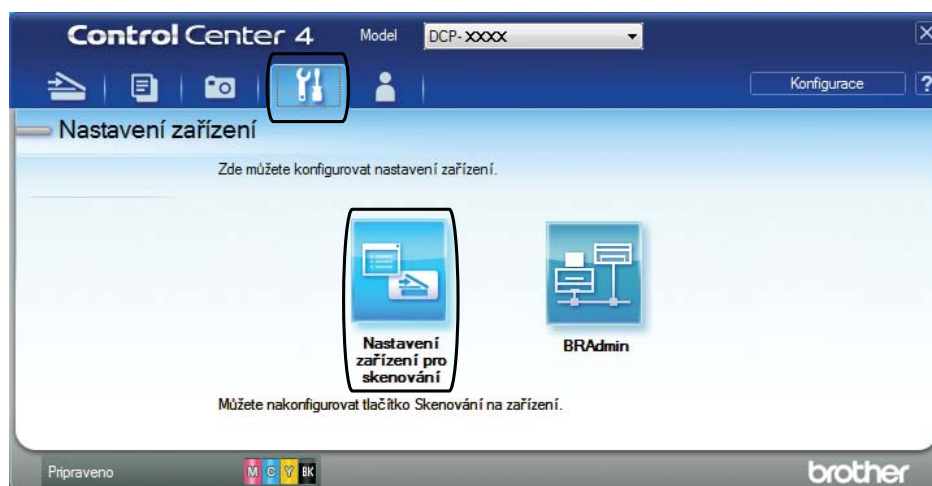 Control Center 4
Model
DCP-XXXX
Konfigurace
?
Nastavení zařízení
Zde můžete konfigurovat nastavení zařízení.
Nastavení
zařízení pro
skenování
BRAdmin
Můžete nakonfigurovat tlačítko Skenování na zařízení.
Pripraveno
M C Y BK
brother